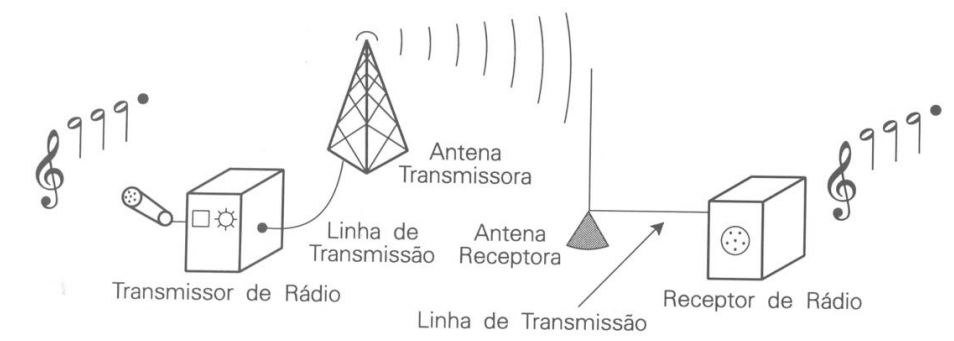 Antena
Transmissora
Linha de
Transmissão
Antena
Receptora
Transmissor de Rádio
Receptor de Rádio
Linha de Transmissão